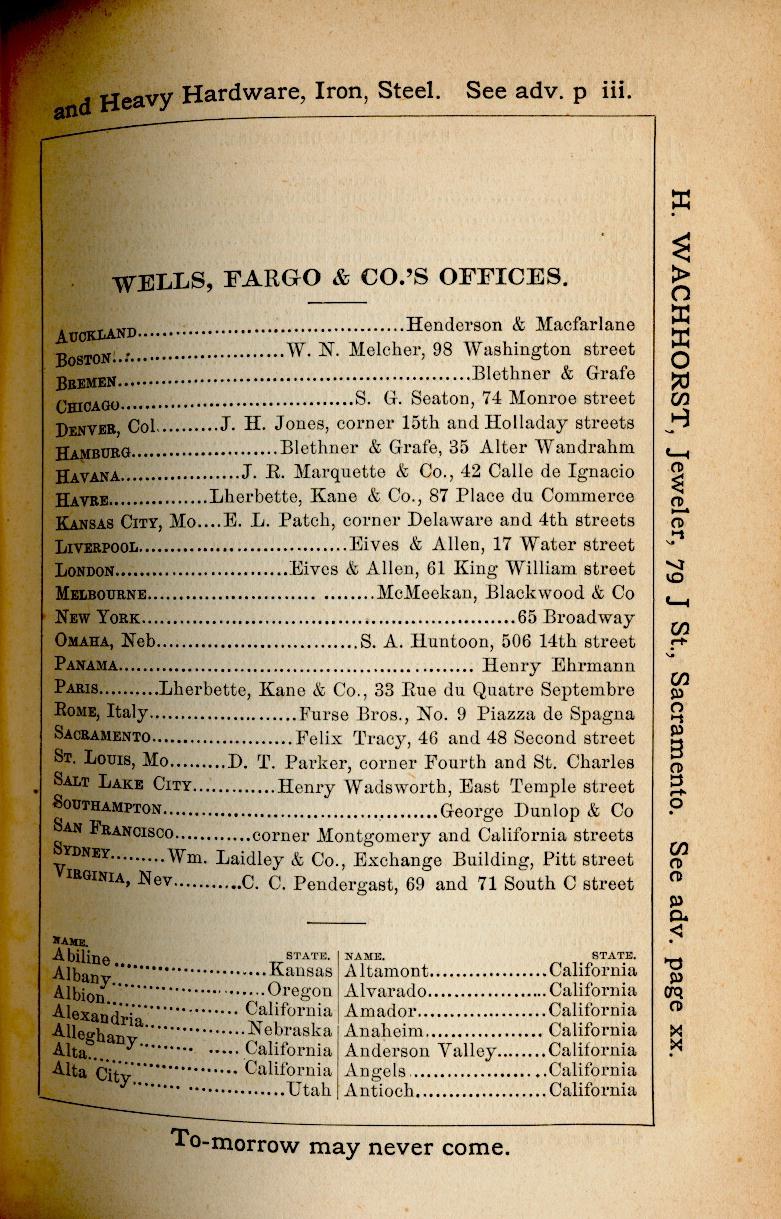 and Heavy Hardware, Iron, Steel. See adv. p iii.
WELLS, FARGO & CO.'S OFFICES.
AUCKLAND..........Henderson & Macfarlane
BOSTON..........W. N. Melcher, 98 Washington street
BREMEN..........Blethner & Grafe
CHICAGO..........S. G. Seaton, 74 Monroe street
DENVER, Col..........J. H. Jones, corner 15th and Holladay streets
HAMBURG..........Blethner & Grafe, 35 Alter Wandrahm
HAVANA..........J. R. Marquette & Co., 42 Calle de Ignacio
HAVRE..........Lherbette, Kane & Co., 87 Place du Commerce
KANSAS CITY, Mo....E. L. Patch, corner Delaware and 4th streets
LIVERPOOL..........Eives & Allen, 17 Water street
LONDON..........Eives & Allen, 61 King William street
MELBOURNE..........McMeekan, Blackwood & Co
NEW YORK..........65 Broadway
OMAHA, Neb..........S. A. Huntoon, 506 14th street
PANAMA.......... Henry Ehrmann
PARIS.........Lherbette, Kane & Co., 33 Rue du Quatre Septembre
ROME, Italy..........Furse Bros., No. 9 Piazza de Spagna
SACRAMENTO..........Felix Tracy, 46 and 48 Second street
ST. LOUIS, Mo.........D. T. Parker, corner Fourth and St. Charles
SALT LAKE CITY..........Henry Wadsworth, East Temple street
SOUTHAMPTON..........George Dunlop & Co
SAN FRANCISCO..........corner Montgomery and California streets
SYDNEY.........Wm. Laidley & Co., Exchange Building, Pitt street
VIRGINIA, Nev..........C. C. Pendergast, 69 and 71 South C street
NAME. STATE.
Abiline..........Kansas
Albany..........Oregon
Albion.......... California
Alexandria..........Nebraska
Alleghany.......... California
Alta.......... California
Alta City..........Utah
NAME. STATE.
Altamont..........California
Alvarado..........California
Amador..........California
Anaheim.......... California
Anderson Valley........California
Angels..........California
Antioch..........California
To-morrow may never come.
H. WACHHORST, Jeweler, 79 J St., Sacramento. See adv. page xx.